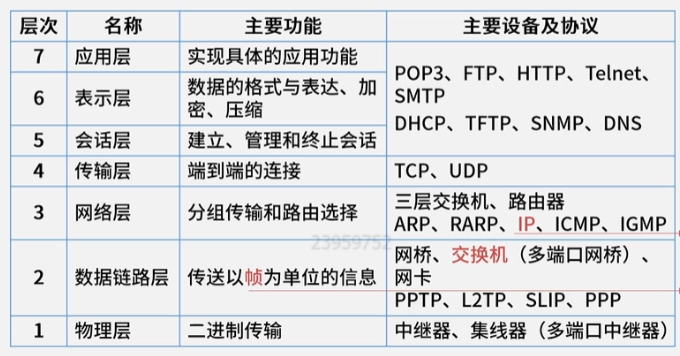 层次 名称 主要功能 主要设备及协议
7 应用层 实现具体的应用功能
POP3、FTP、HTTP、Telnet、
SMTP
DHCP、TFTP、SNMP、DNS
6 表示层 数据的格式与表达、加
密、压缩
5 会话层 建立、管理和终止会话
4 传输层 端到端的连接 TCP、UDP
3 网络层 分组传输和路由选择 三层交换机、路由器
ARP、RARP、IP、ICMP、IGMP
23959752
2 数据链路层 传送以帧为单位的信息 网桥、交换机（多端口网桥）、
网卡
PPTP、L2TP、SLIP、PPP
1 物理层 二进制传输 中继器、集线器（多端口中继器）